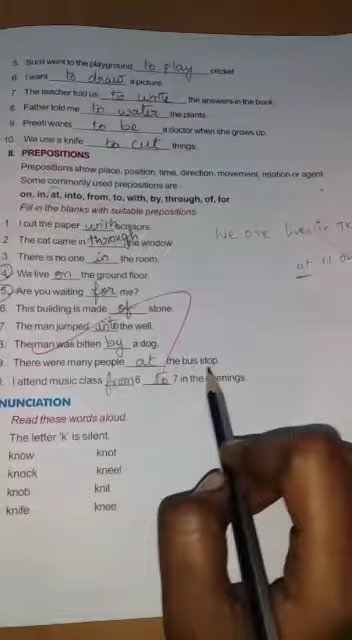 5. Sunil went to the playground to play cricket
6. I want to draw a picture.
7. The teacher told us to write the answers in the book.
8. Father told me to water the plants.
9. Preeti wants to be a doctor when she grows up.
10. We use a knife to cut things.
II. PREPOSITIONS
Prepositions show place, position, time, direction, movement, relation or agent
Some commonly used prepositions are
on, in, at, into, from, to, with, by, through, of, for
Fill in the blanks with suitable prepositions
1 I cut the paper with scissors.
2 The cat came in through the window
3 There is no one in the room.
4 We live on the ground floor.
5. Are you waiting for me?
6. This building is made of stone.
7 The man jumped into the well.
8. The man was bitten by a dog.
9. There were many people at the bus stop.
. I attend music class from 6 to 7 in the evenings.
We are
at
NUNCIATION
Read these words aloud.
The letter 'k' is silent.
know knot
knock kneel
knob knit
knife knee